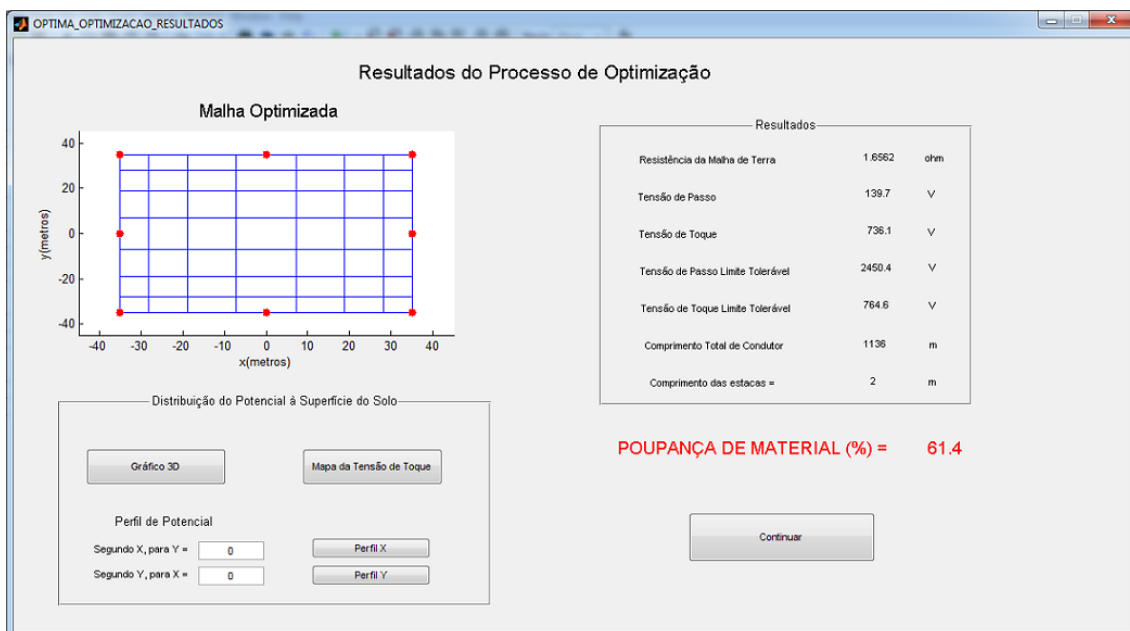 OPTIMA_OPTIMIZACAO_RESULTADOS
Resultados do Processo de Optimização
Malha Optimizada
40
20
0
-20
-40
y(metros)
-40 -30 -20 -10 0 10 20 30 40
x(metros)
Resultados
Resistência da Malha de Terra 1.6562 ohm
Tensão de Passo 139.7 V
Tensão de Toque 736.1 V
Tensão de Passo Limite Tolerável 2450.4 V
Tensão de Toque Limite Tolerável 764.6 V
Comprimento Total de Condutor 1136 m
Comprimento das estacas = 2 m
POUPANÇA DE MATERIAL (%) = 61.4
Distribuição do Potencial à Superfície do Solo
Gráfico 3D Mapa da Tensão de Toque
Perfil de Potencial
Segundo X, para Y = 0 Perfil X
Segundo Y, para X = 0 Perfil Y
Continuar